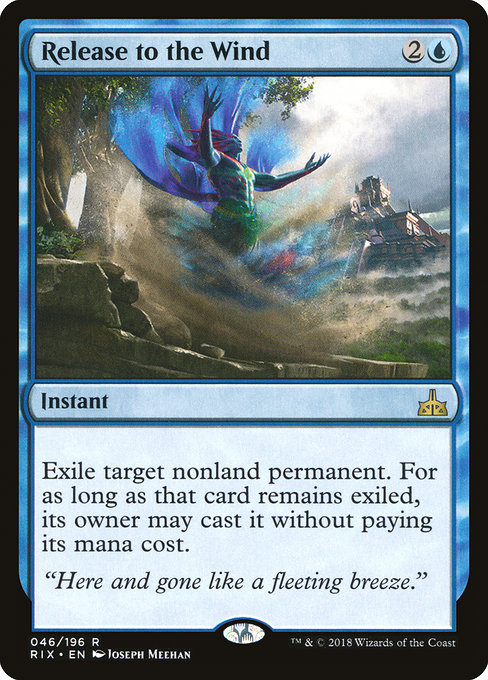 Release to the Wind 2
Instant
Exile target nonland permanent. For
as long as that card remains exiled,
its owner may cast it without paying
its mana cost.
“Here and gone like a fleeting breeze.”
046/196 R
RIX • EN Joseph Meehan
™ & © 2018 Wizards of the Coast